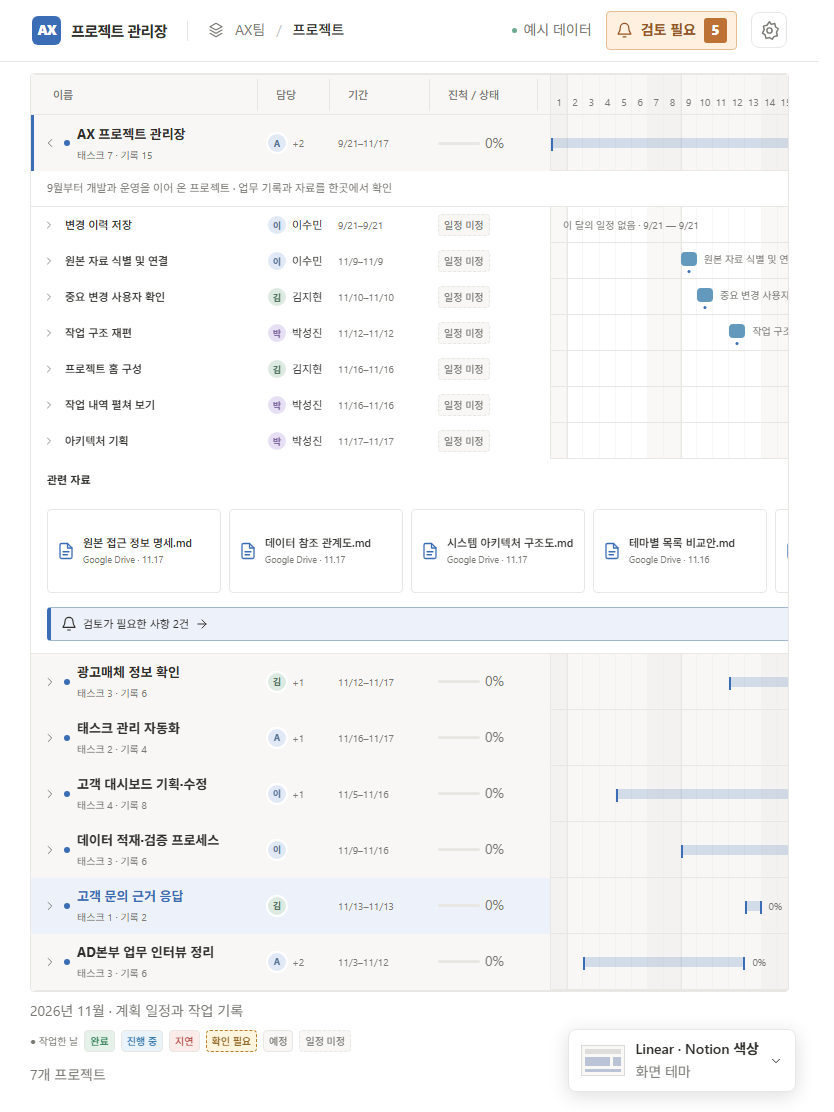 AX 프로젝트 관리장 AX팀 / 프로젝트 예시 데이터 검토 필요 5
이름 담당 기간 진척 / 상태 1 2 3 4 5 6 7 8 9 10 11 12 13 14
AX 프로젝트 관리장 A +2 9/21–11/17 0%
태스크 7 · 기록 15
9월부터 개발과 운영을 이어 온 프로젝트 · 업무 기록과 자료를 한곳에서 확인
변경 이력 저장 이 이수민 9/21–9/21 일정 미정 이 달의 일정 없음 · 9/21 — 9/21
원본 자료 식별 및 연결 이 이수민 11/9–11/9 일정 미정 원본 자료 식별 및
중요 변경 사용자 확인 김 김지현 11/10–11/10 일정 미정 중요 변경 사용자
작업 구조 재편 박 박성진 11/12–11/12 일정 미정 작업 구조
프로젝트 홈 구성 김 김지현 11/16–11/16 일정 미정
작업 내역 펼쳐 보기 박 박성진 11/16–11/16 일정 미정
아키텍처 기획 박 박성진 11/17–11/17 일정 미정
관련 자료
원본 접근 정보 명세.md 데이터 참조 관계도.md 시스템 아키텍처 구조도.md 테마별 목록 비교안.md
Google Drive · 11.17 Google Drive · 11.17 Google Drive · 11.17 Google Drive · 11.16
검토가 필요한 사항 2건 →
광고매체 정보 확인 김 +1 11/12–11/17 0%
태스크 3 · 기록 6
태스크 관리 자동화 A +1 11/16–11/17 0%
태스크 2 · 기록 4
고객 대시보드 기획·수정 이 +1 11/5–11/16 0%
태스크 4 · 기록 8
데이터 적재·검증 프로세스 이 11/9–11/16 0%
태스크 3 · 기록 6
고객 문의 근거 응답 김 11/13–11/13 0% 0%
태스크 1 · 기록 2
AD본부 업무 인터뷰 정리 A +2 11/3–11/12 0% 0%
태스크 3 · 기록 6
2026년 11월 · 계획 일정과 작업 기록
작업한 날 완료 진행 중 지연 확인 필요 예정 일정 미정
7개 프로젝트
Linear · Notion 색상
화면 테마